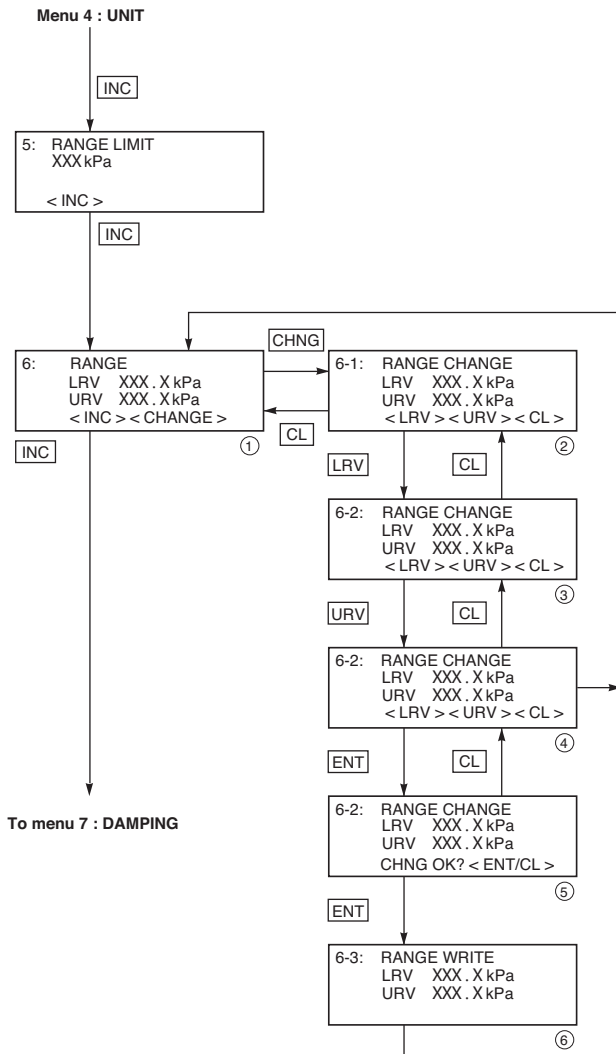 Menu 4 : UNIT
INC
5: RANGE LIMIT
XXX kPa
< INC >
INC
6: RANGE
LRV XXX . X kPa
URV XXX . X kPa
< INC > < CHANGE >
①
CHNG
CL
INC
6-1: RANGE CHANGE
LRV XXX . X kPa
URV XXX . X kPa
< LRV > < URV > < CL >
②
LRV
CL
6-2: RANGE CHANGE
LRV XXX . X kPa
URV XXX . X kPa
< LRV > < URV > < CL >
③
URV
CL
6-2: RANGE CHANGE
LRV XXX . X kPa
URV XXX . X kPa
< LRV > < URV > < CL >
④
ENT
CL
To menu 7 : DAMPING
6-2: RANGE CHANGE
LRV XXX . X kPa
URV XXX . X kPa
CHNG OK? < ENT/CL >
⑤
ENT
6-3: RANGE WRITE
LRV XXX . X kPa
URV XXX . X kPa
⑥